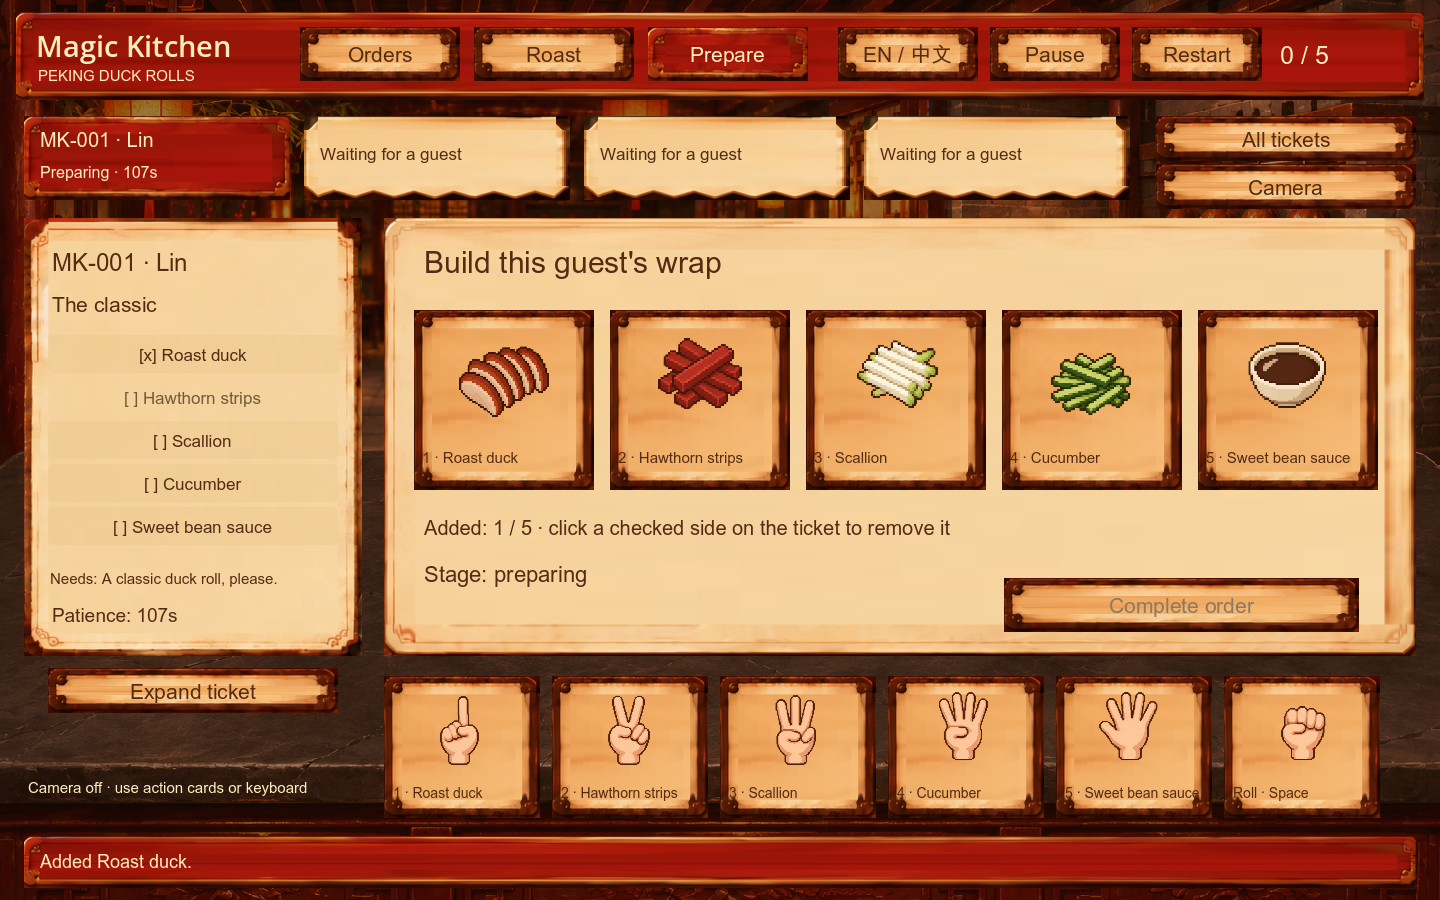 Magic Kitchen
PEKING DUCK ROLLS
Orders
Roast
Prepare
EN / 中文
Pause
Restart
0 / 5
MK-001 · Lin
Preparing · 107s
Waiting for a guest
Waiting for a guest
Waiting for a guest
All tickets
Camera
MK-001 · Lin
The classic
[x] Roast duck
[ ] Hawthorn strips
[ ] Scallion
[ ] Cucumber
[ ] Sweet bean sauce
Needs: A classic duck roll, please.
Patience: 107s
Expand ticket
Camera off · use action cards or keyboard
Build this guest's wrap
1 · Roast duck
2 · Hawthorn strips
3 · Scallion
4 · Cucumber
5 · Sweet bean sauce
Added: 1 / 5 · click a checked side on the ticket to remove it
Stage: preparing
Complete order
1 · Roast duck
2 · Hawthorn strips
3 · Scallion
4 · Cucumber
5 · Sweet bean sauce
Roll · Space
Added Roast duck.